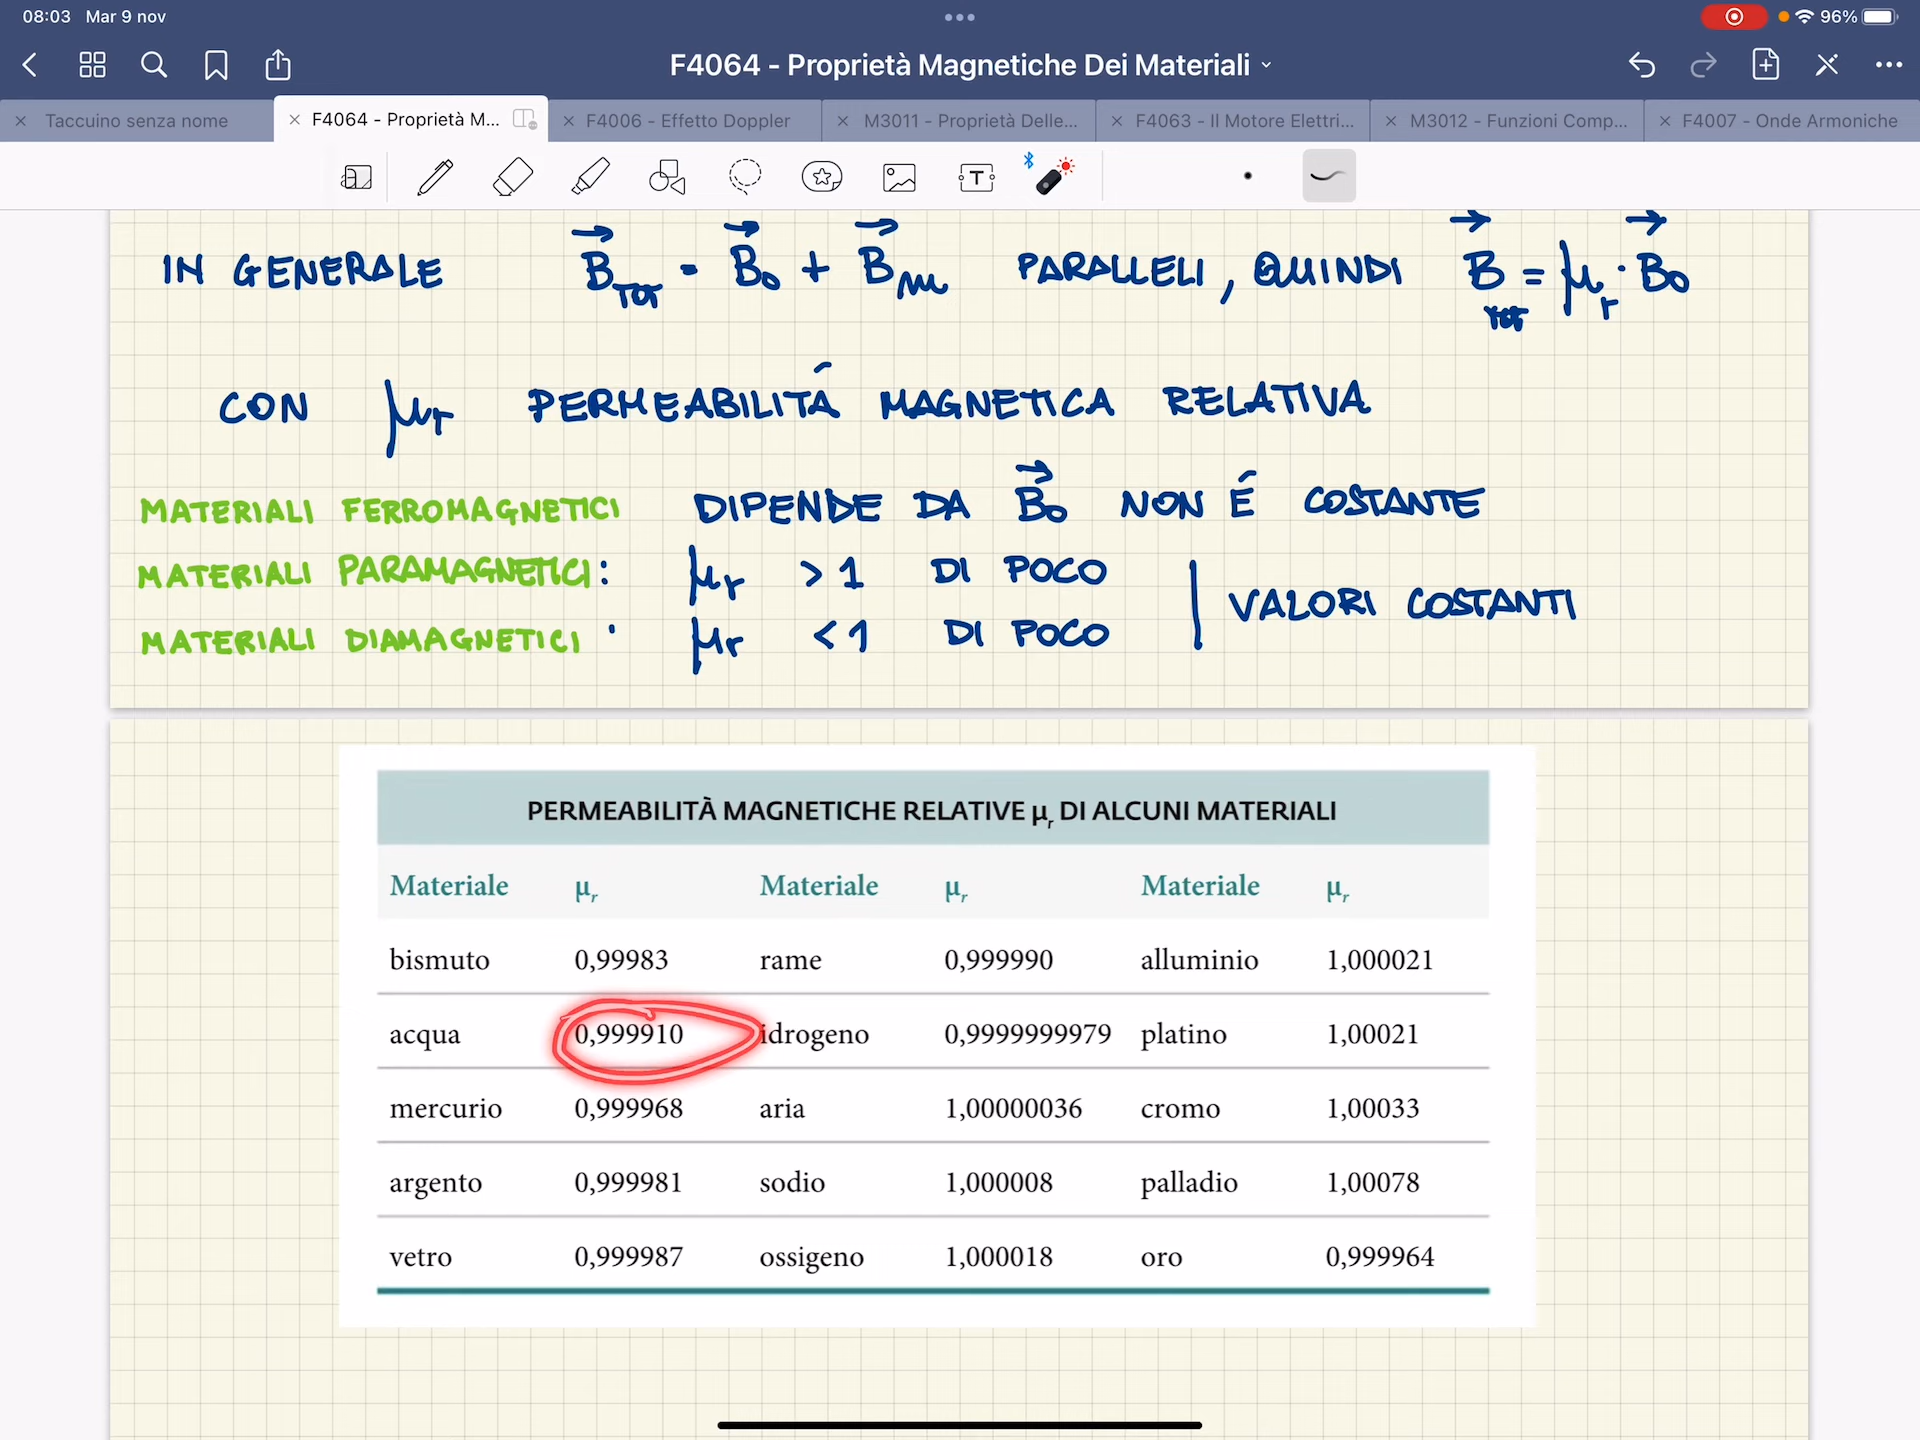 08:03 Mar 9 nov
96%
F4064 - Proprietà Magnetiche Dei Materiali
Taccuino senza nome
F4064 - Proprietà M...
F4006 - Effetto Doppler
M3011 - Proprietà Delle...
F4063 - Il Motore Elettri...
M3012 - Funzioni Comp...
F4007 - Onde Armoniche
IN GENERALE B⃗TOT = B⃗0 + B⃗m PARALLELI, QUINDI B⃗TOT = μr · B⃗0
CON μr PERMEABILITÁ MAGNETICA RELATIVA
MATERIALI FERROMAGNETICI DIPENDE DA B⃗0 NON É COSTANTE
MATERIALI PARAMAGNETICI: μr > 1 DI POCO
VALORI COSTANTI
MATERIALI DIAMAGNETICI : μr < 1 DI POCO
PERMEABILITÀ MAGNETICHE RELATIVE μr DI ALCUNI MATERIALI
Materiale μr Materiale μr Materiale μr
bismuto 0,99983 rame 0,999990 alluminio 1,000021
acqua 0,999910 idrogeno 0,9999999979 platino 1,00021
mercurio 0,999968 aria 1,00000036 cromo 1,00033
argento 0,999981 sodio 1,000008 palladio 1,00078
vetro 0,999987 ossigeno 1,000018 oro 0,999964